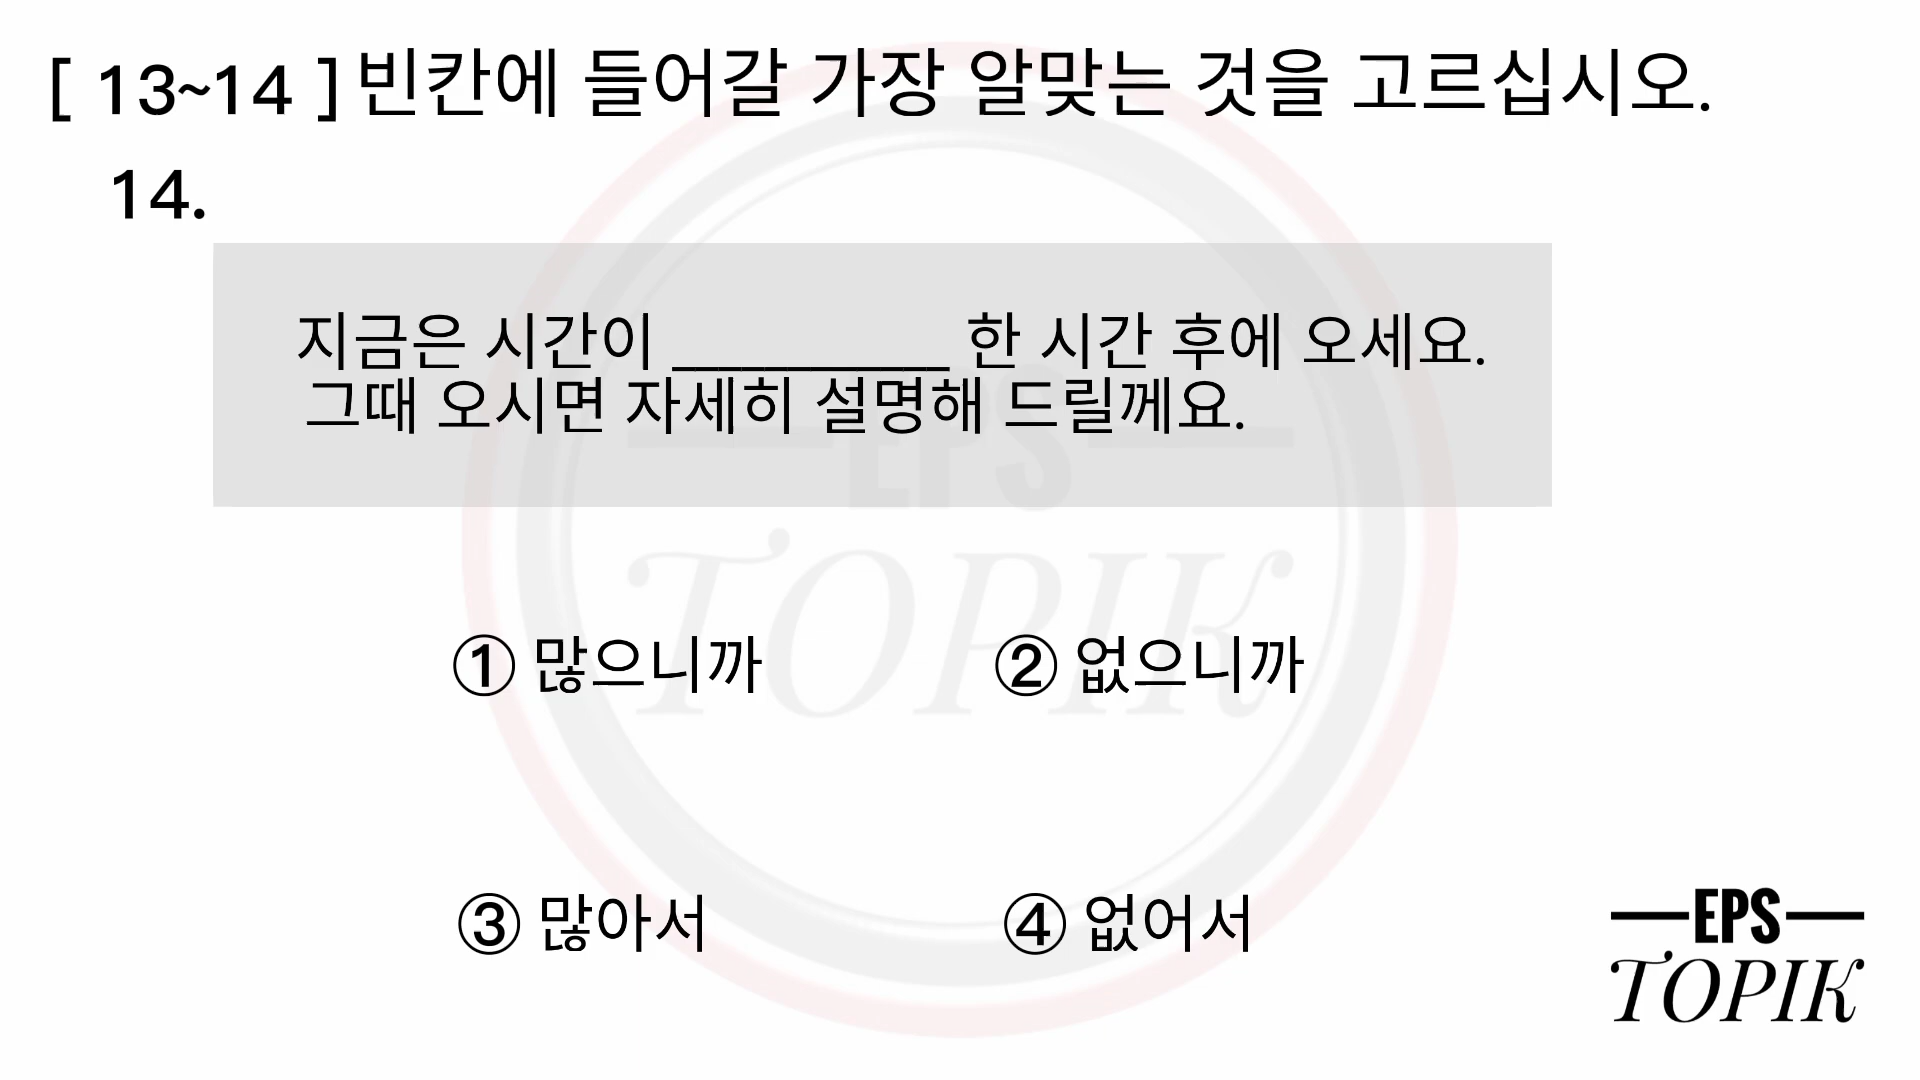 [ 13~14 ] 빈칸에 들어갈 가장 알맞는 것을 고르십시오.
14.
지금은 시간이 __________ 한 시간 후에 오세요.
그때 오시면 자세히 설명해 드릴께요.
EPS
TOPIK
① 많으니까
② 없으니까
③ 많아서
④ 없어서
EPS
TOPIK